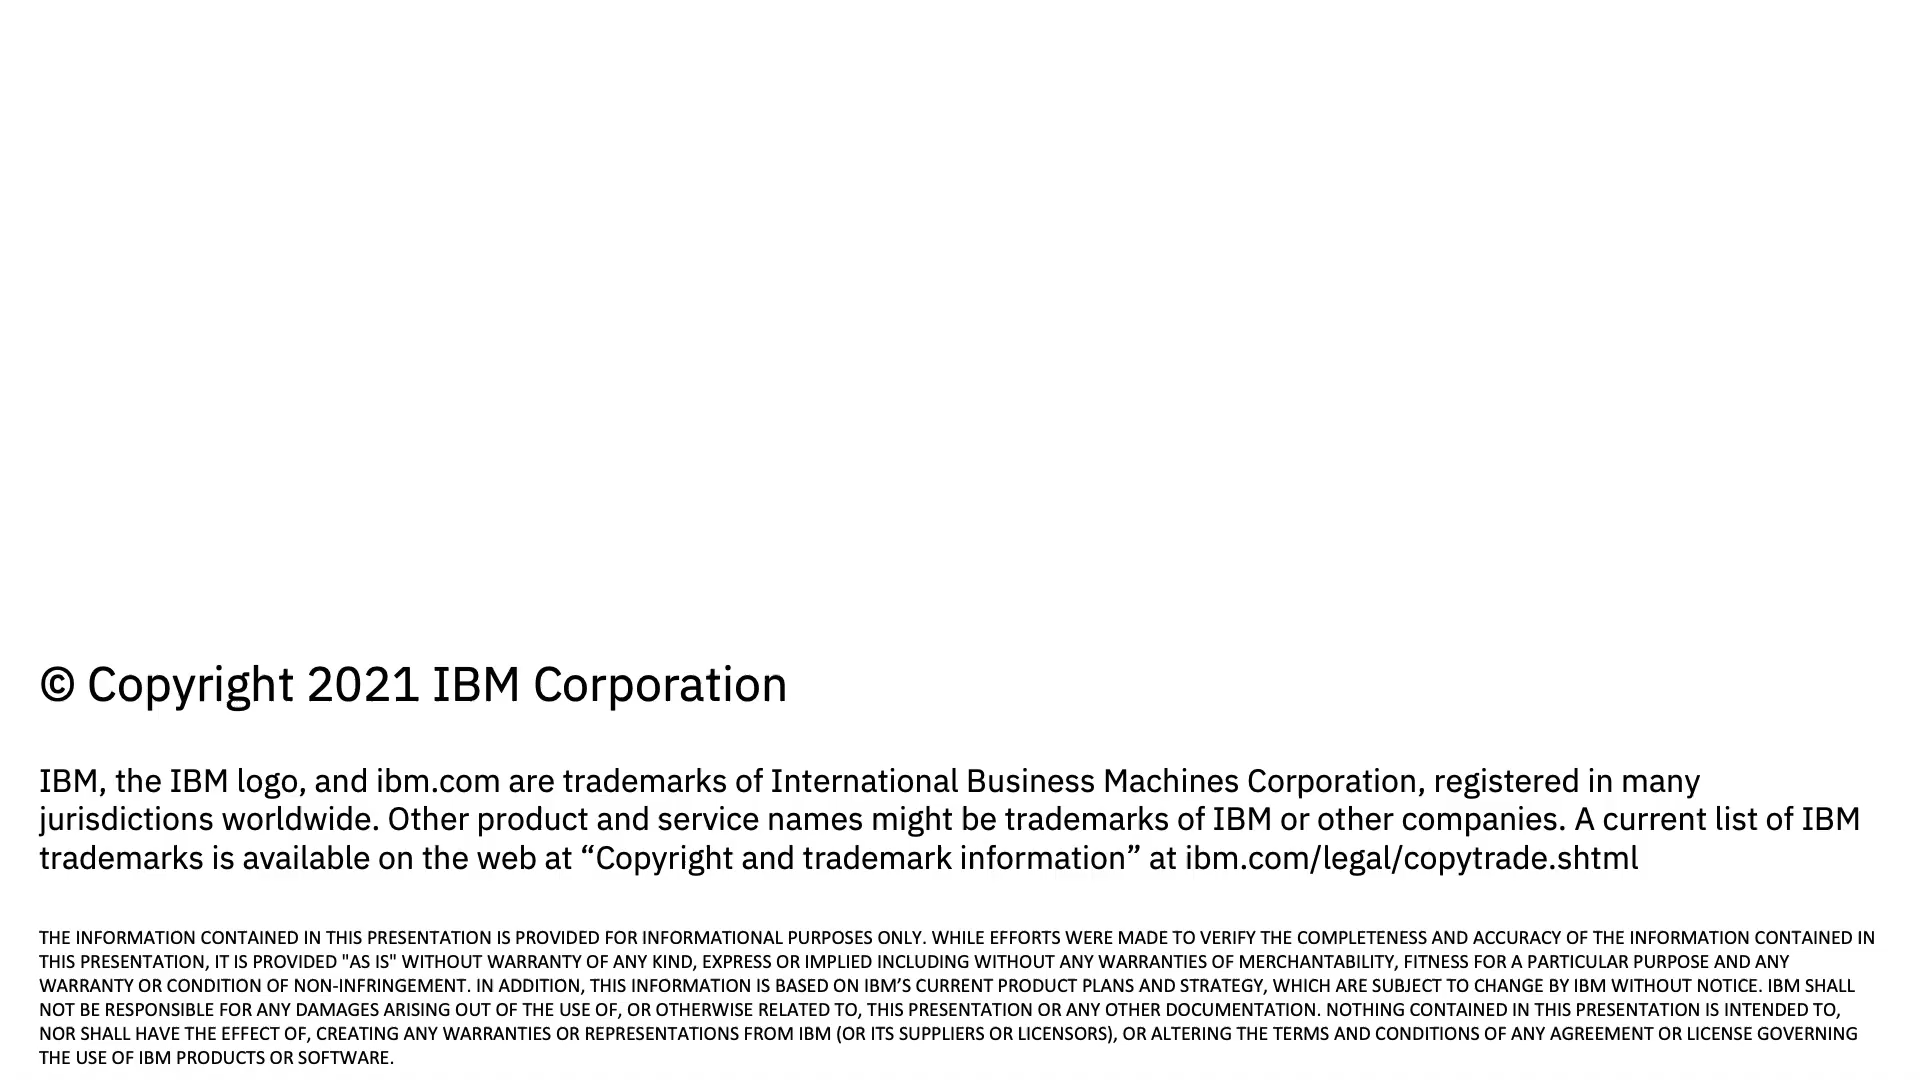 © Copyright 2021 IBM Corporation
IBM, the IBM logo, and ibm.com are trademarks of International Business Machines Corporation, registered in many
jurisdictions worldwide. Other product and service names might be trademarks of IBM or other companies. A current list of IBM
trademarks is available on the web at “Copyright and trademark information” at ibm.com/legal/copytrade.shtml
THE INFORMATION CONTAINED IN THIS PRESENTATION IS PROVIDED FOR INFORMATIONAL PURPOSES ONLY. WHILE EFFORTS WERE MADE TO VERIFY THE COMPLETENESS AND ACCURACY OF THE INFORMATION CONTAINED IN
THIS PRESENTATION, IT IS PROVIDED "AS IS" WITHOUT WARRANTY OF ANY KIND, EXPRESS OR IMPLIED INCLUDING WITHOUT ANY WARRANTIES OF MERCHANTABILITY, FITNESS FOR A PARTICULAR PURPOSE AND ANY
WARRANTY OR CONDITION OF NON-INFRINGEMENT. IN ADDITION, THIS INFORMATION IS BASED ON IBM’S CURRENT PRODUCT PLANS AND STRATEGY, WHICH ARE SUBJECT TO CHANGE BY IBM WITHOUT NOTICE. IBM SHALL
NOT BE RESPONSIBLE FOR ANY DAMAGES ARISING OUT OF THE USE OF, OR OTHERWISE RELATED TO, THIS PRESENTATION OR ANY OTHER DOCUMENTATION. NOTHING CONTAINED IN THIS PRESENTATION IS INTENDED TO,
NOR SHALL HAVE THE EFFECT OF, CREATING ANY WARRANTIES OR REPRESENTATIONS FROM IBM (OR ITS SUPPLIERS OR LICENSORS), OR ALTERING THE TERMS AND CONDITIONS OF ANY AGREEMENT OR LICENSE GOVERNING
THE USE OF IBM PRODUCTS OR SOFTWARE.